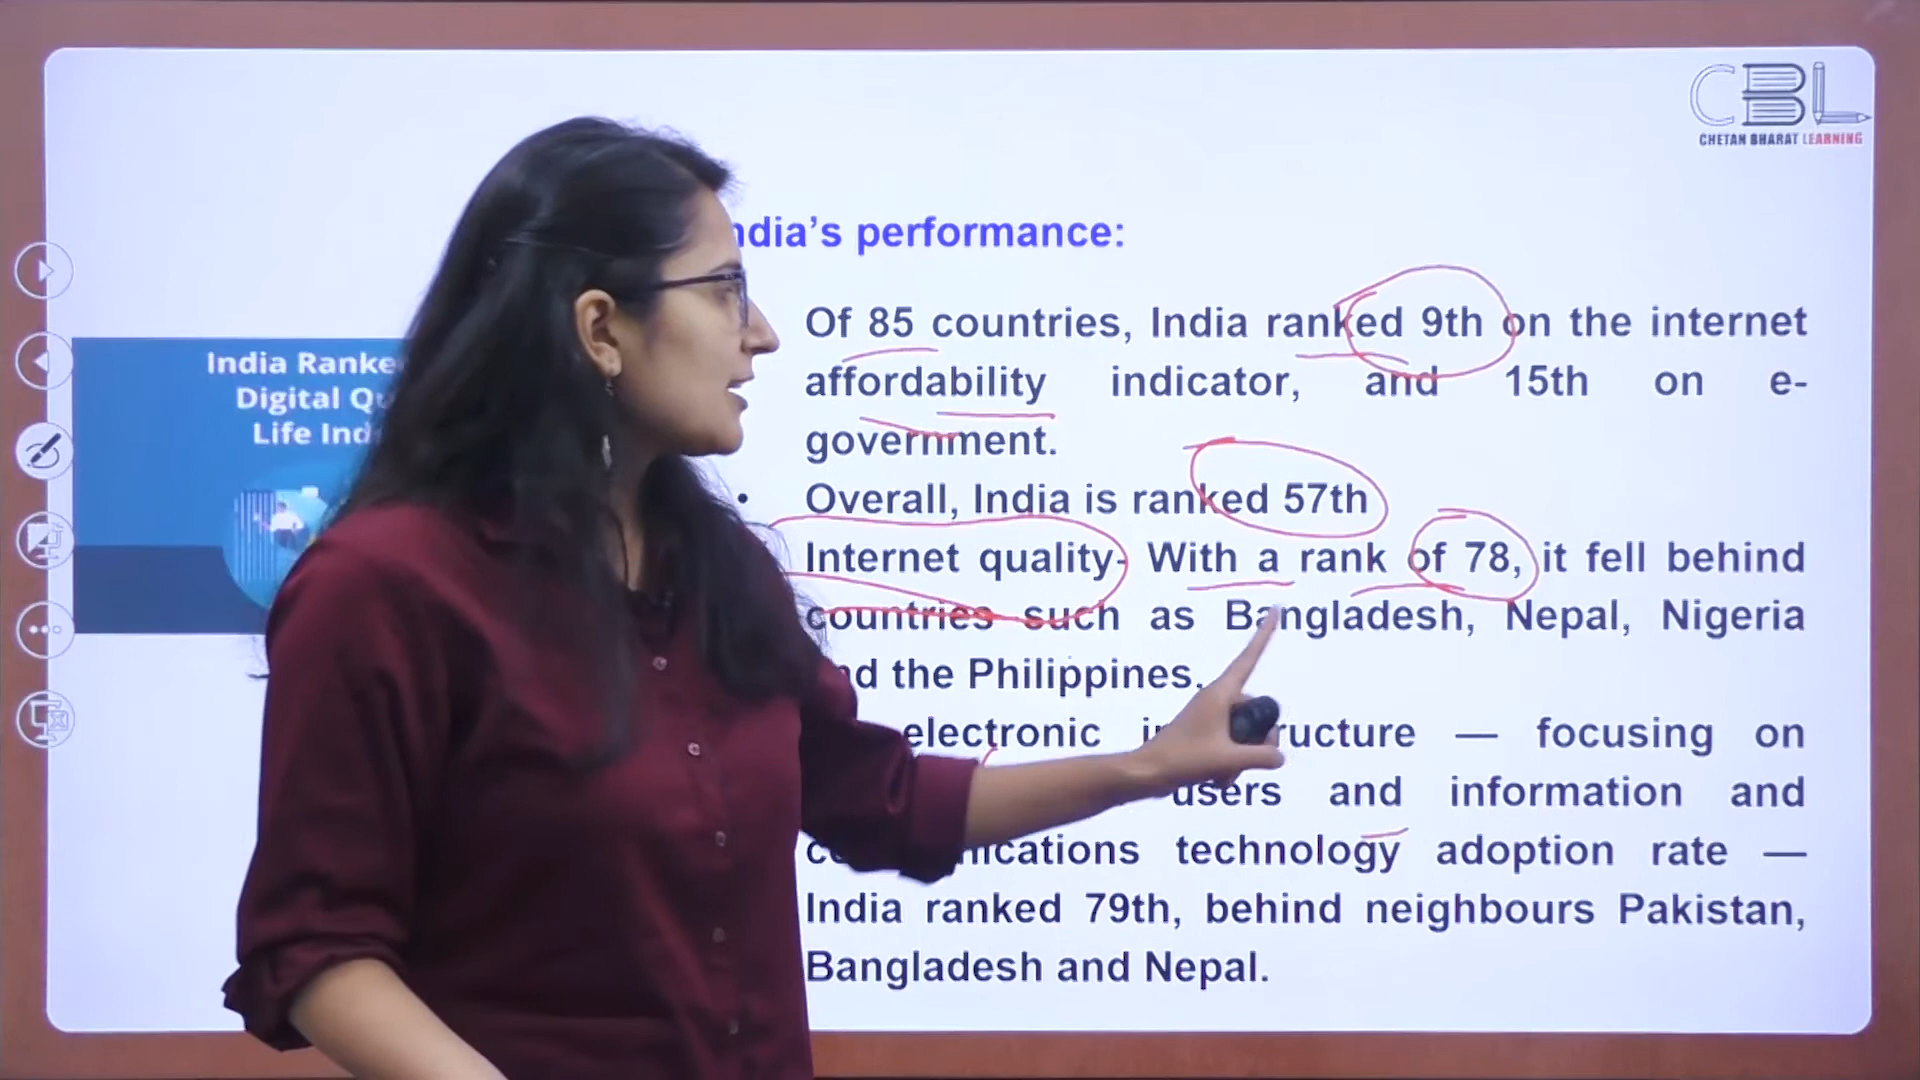 CBL
CHETAN BHARAT LEARNING
India's performance:
Of 85 countries, India ranked 9th on the internet
affordability indicator, and 15th on e-
government.
• Overall, India is ranked 57th
Internet quality- With a rank of 78, it fell behind
countries such as Bangladesh, Nepal, Nigeria
and the Philippines.
electronic
focusing on
users and information and
technology adoption rate —
India ranked 79th, behind neighbours Pakistan,
Bangladesh and Nepal.
India Ranke
Digital Qu
Life Ind